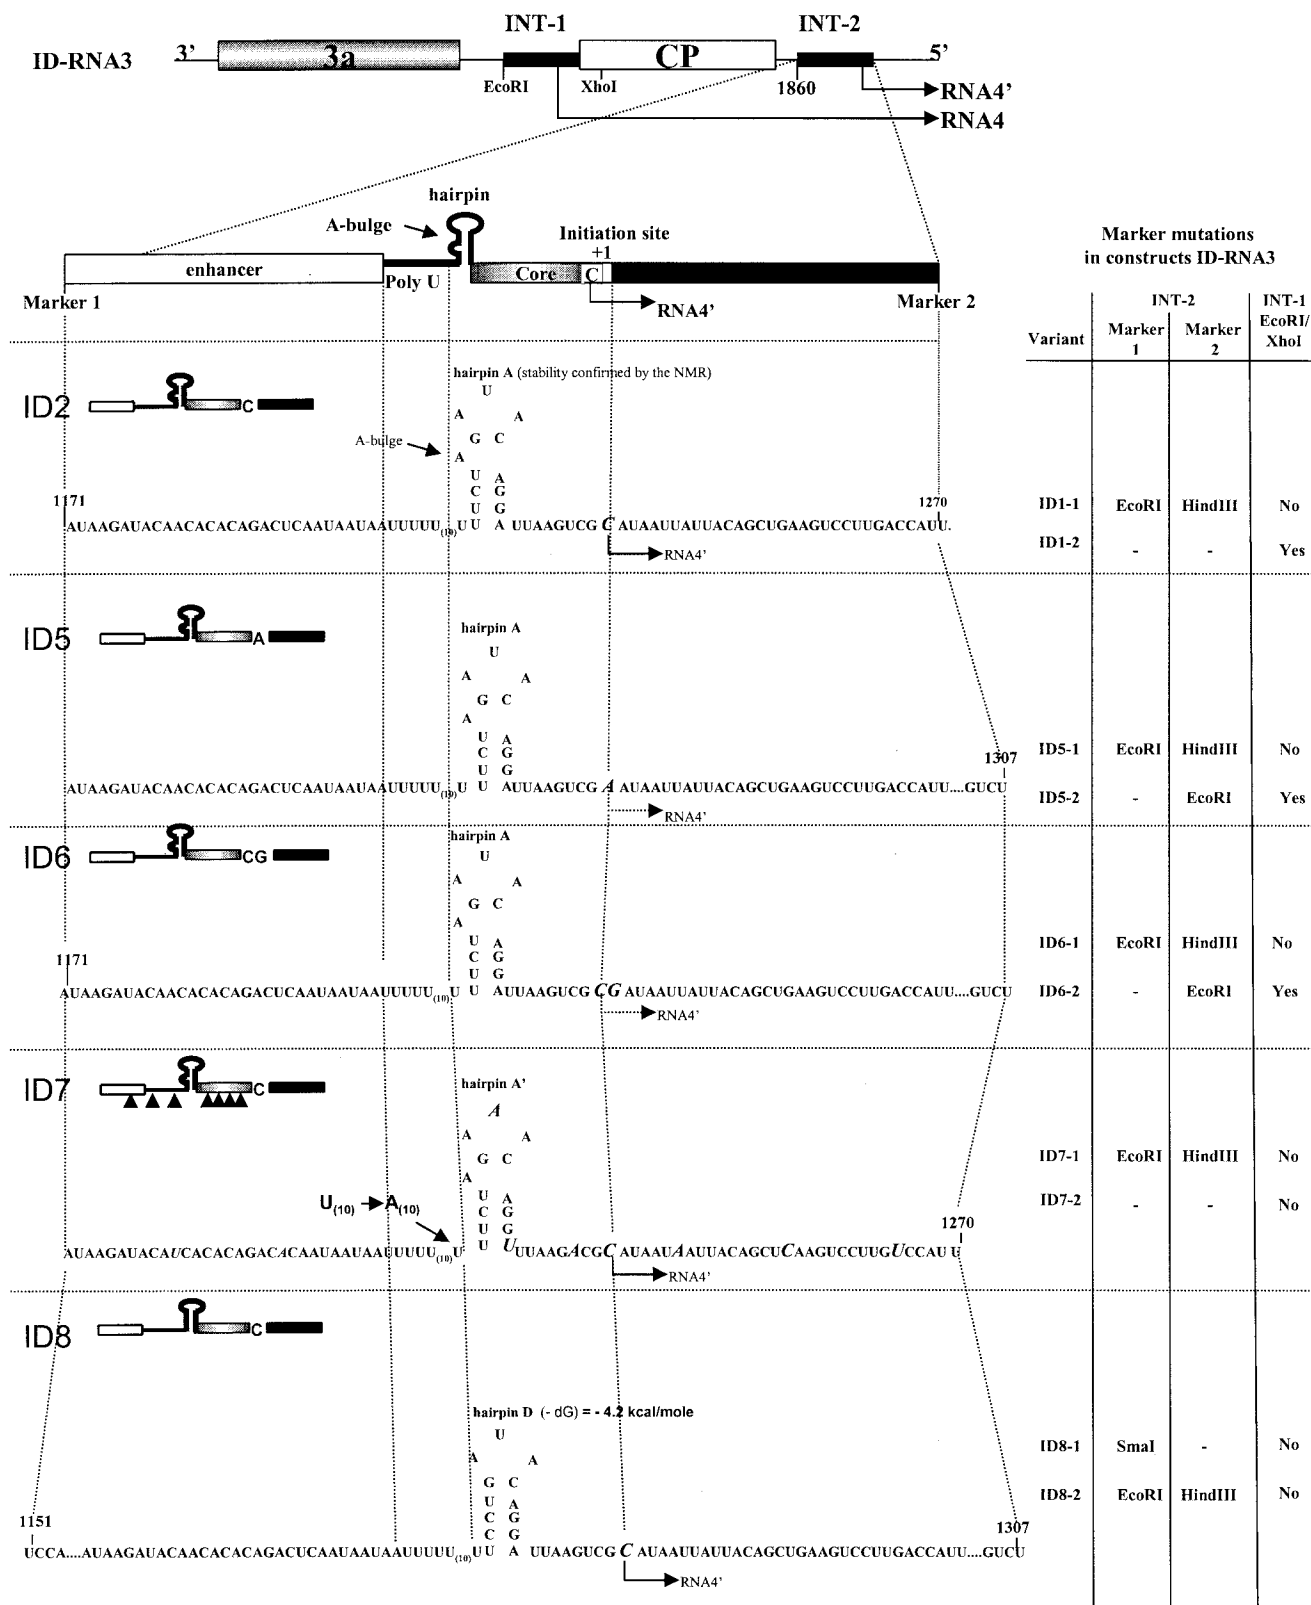 INT-1 INT-2
ID-RNA3 3’ 3a CP 5’
EcoRI XhoI 1860
RNA4’
RNA4
hairpin
A-bulge
Initiation site
+1
enhancer Poly U Core C
Marker 1 RNA4’ Marker 2
Marker mutations
in constructs ID-RNA3
INT-2 INT-1
EcoRI/
XhoI
Variant Marker 1 Marker 2
ID2 C
hairpin A (stability confirmed by the NMR)
U
A A
A-bulge G C
A
U A
C G
U G
1171 1270
AUAAGAUACAACACACAGACUCAAUAAUAAUUUUU(10)U U A UUAAGUCG C AUAAUUAUUACAGCUGAAGUCCUUGACCAUU.
RNA4’
ID1-1 EcoRI HindIII No
ID1-2 - - Yes
ID5 A
hairpin A
U
A A
G C
A
U A
C G
U G
1307
AUAAGAUACAACACACAGACUCAAUAAUAAUUUUU(10)U U AUUAAGUCG A AUAAUUAUUACAGCUGAAGUCCUUGACCAUU....GUCU
RNA4’
ID5-1 EcoRI HindIII No
ID5-2 - EcoRI Yes
ID6 CG
hairpin A
U
A A
G C
A
U A
C G
U G
1171
AUAAGAUACAACACACAGACUCAAUAAUAAUUUUU(10)U U AUUAAGUCG CG AUAAUUAUUACAGCUGAAGUCCUUGACCAUU....GUCU
RNA4’
ID6-1 EcoRI HindIII No
ID6-2 - EcoRI Yes
ID7 C
hairpin A’
A
A A
G C
A
U A
C G
U G
U(10) A(10)
1270
AUAAGAUACAUCACACAGACACAAUAAUAAUUUUU(10)U U UUUAAGACGC AUAAUAAUUACAGCUCAAGUCCUUGUCCAUU
RNA4’
ID7-1 EcoRI HindIII No
ID7-2 - - No
ID8 C
hairpin D (- dG) = - 4.2 kcal/mole
U
A A
G C
U A
C G
C G
1151 1307
UCCA....AUAAGAUACAACACACAGACUCAAUAAUAAUUUUU(10)UU A UUAAGUCG C AUAAUUAUUACAGCUGAAGUCCUUGACCAUU....GUCU
RNA4’
ID8-1 SmaI - No
ID8-2 EcoRI HindIII No